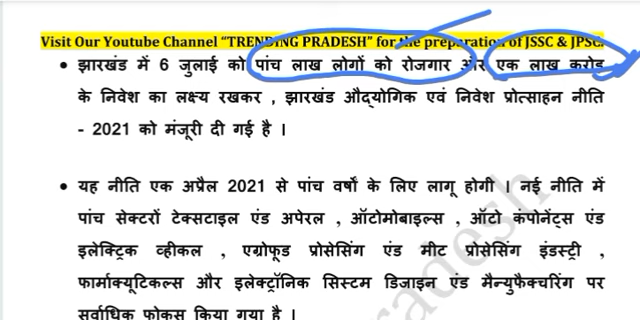 Visit Our Youtube Channel “TRENDING PRADESH” for the preparation of JSSC & JPSC.
• झारखंड में 6 जुलाई को पांच लाख लोगों को रोजगार और एक लाख करोड़
के निवेश का लक्ष्य रखकर , झारखंड औद्योगिक एवं निवेश प्रोत्साहन नीति
- 2021 को मंजूरी दी गई है ।
• यह नीति एक अप्रैल 2021 से पांच वर्षों के लिए लागू होगी । नई नीति में
पांच सेक्टरों टेक्सटाइल एंड अपेरल , ऑटोमोबाइल्स , ऑटो कंपोनेंट्स एंड
इलेक्ट्रिक व्हीकल , एग्रोफूड प्रोसेसिंग एंड मीट प्रोसेसिंग इंडस्ट्री ,
फार्माक्यूटिकल्स और इलेक्ट्रॉनिक सिस्टम डिजाइन एंड मैन्युफैक्चरिंग पर
सर्वाधिक फोकस किया गया है ।
radesh